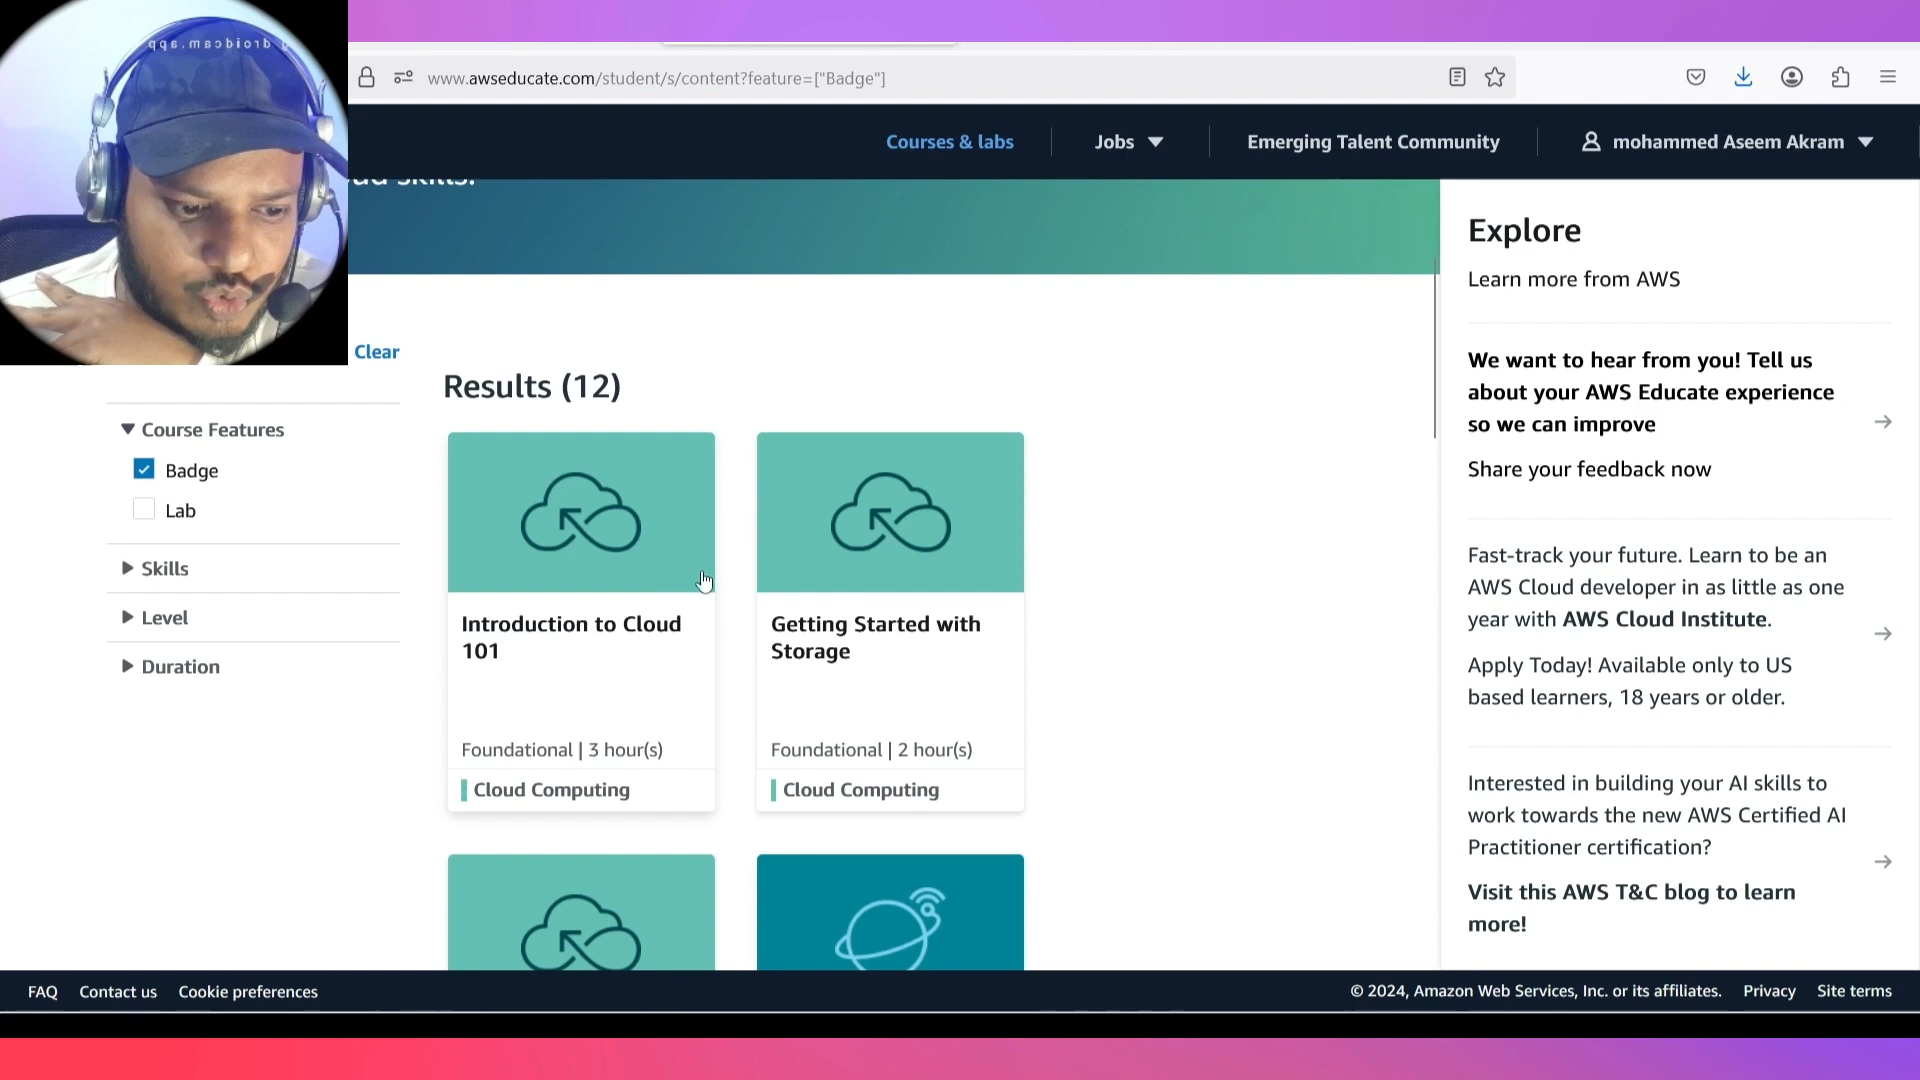 droidcam.app
www.awseducate.com/student/s/content?feature=["Badge"]
Courses & labs
Jobs
Emerging Talent Community
mohammed Aseem Akram
skills.
Clear
Course Features
Badge
Lab
Skills
Level
Duration
Results (12)
Introduction to Cloud
101
Foundational | 3 hour(s)
Cloud Computing
Getting Started with
Storage
Foundational | 2 hour(s)
Cloud Computing
Explore
Learn more from AWS
We want to hear from you! Tell us
about your AWS Educate experience
so we can improve
Share your feedback now
Fast-track your future. Learn to be an
AWS Cloud developer in as little as one
year with AWS Cloud Institute.
Apply Today! Available only to US
based learners, 18 years or older.
Interested in building your AI skills to
work towards the new AWS Certified AI
Practitioner certification?
Visit this AWS T&C blog to learn
more!
FAQ
Contact us
Cookie preferences
© 2024, Amazon Web Services, Inc. or its affiliates.
Privacy
Site terms